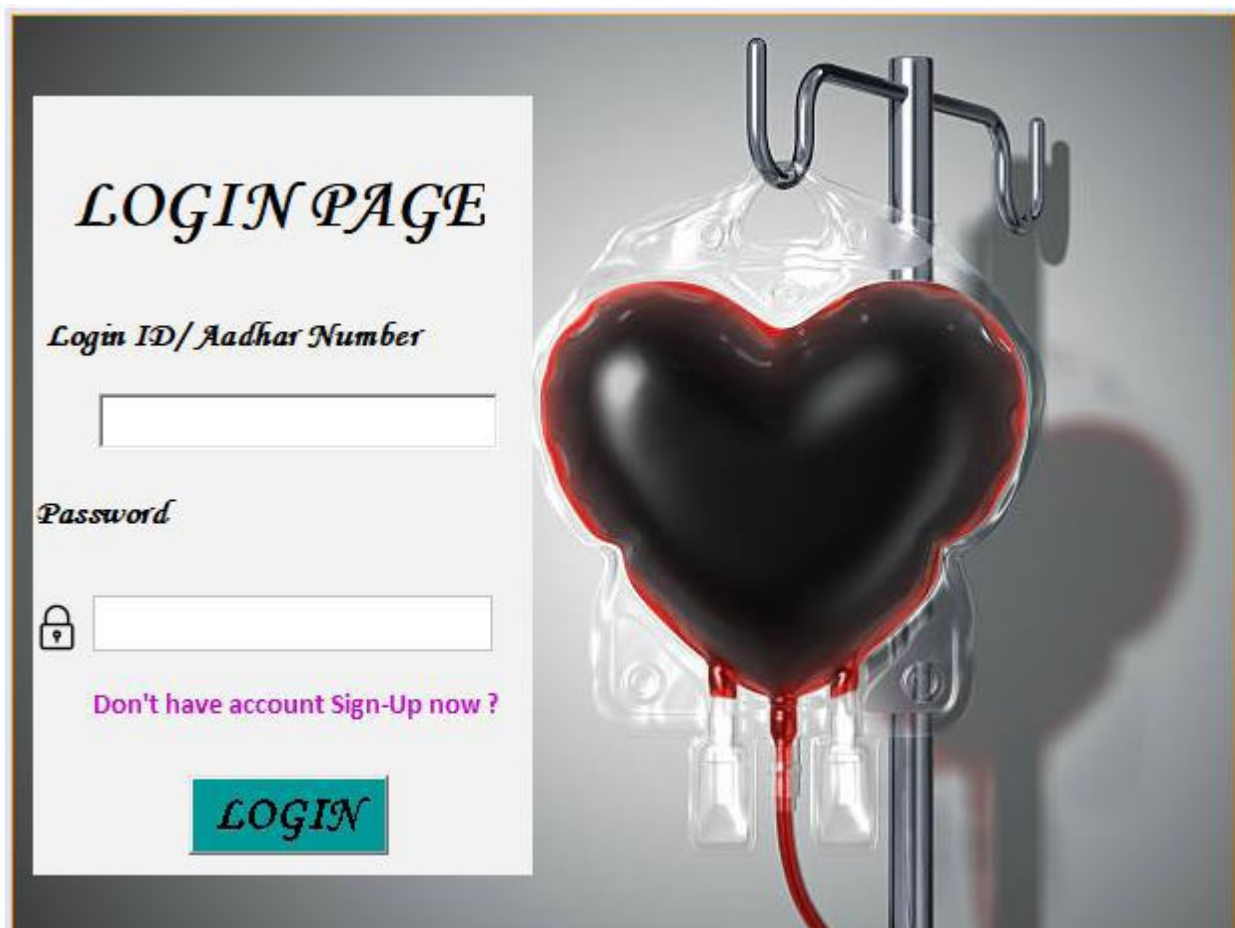 LOGIN PAGE
Login ID/ Aadhar Number
Password
Don't have account Sign-Up now ?
LOGIN